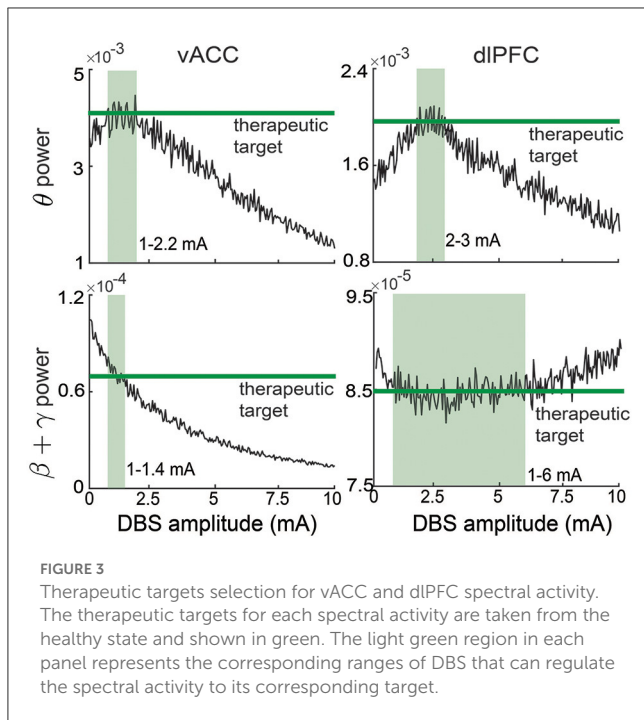 vACC
dlPFC
×10⁻³
5
3
1
θ power
therapeutic
target
1-2.2 mA
×10⁻³
2.4
1.6
0.8
therapeutic
target
2-3 mA
×10⁻⁴
1.2
0.6
0
β + γ power
therapeutic
target
1-1.4 mA
0 2.5 5 7.5 10
DBS amplitude (mA)
×10⁻⁵
9.5
8.5
7.5
therapeutic
target
1-6 mA
0 2.5 5 7.5 10
DBS amplitude (mA)
FIGURE 3
Therapeutic targets selection for vACC and dlPFC spectral activity.
The therapeutic targets for each spectral activity are taken from the
healthy state and shown in green. The light green region in each
panel represents the corresponding ranges of DBS that can regulate
the spectral activity to its corresponding target.